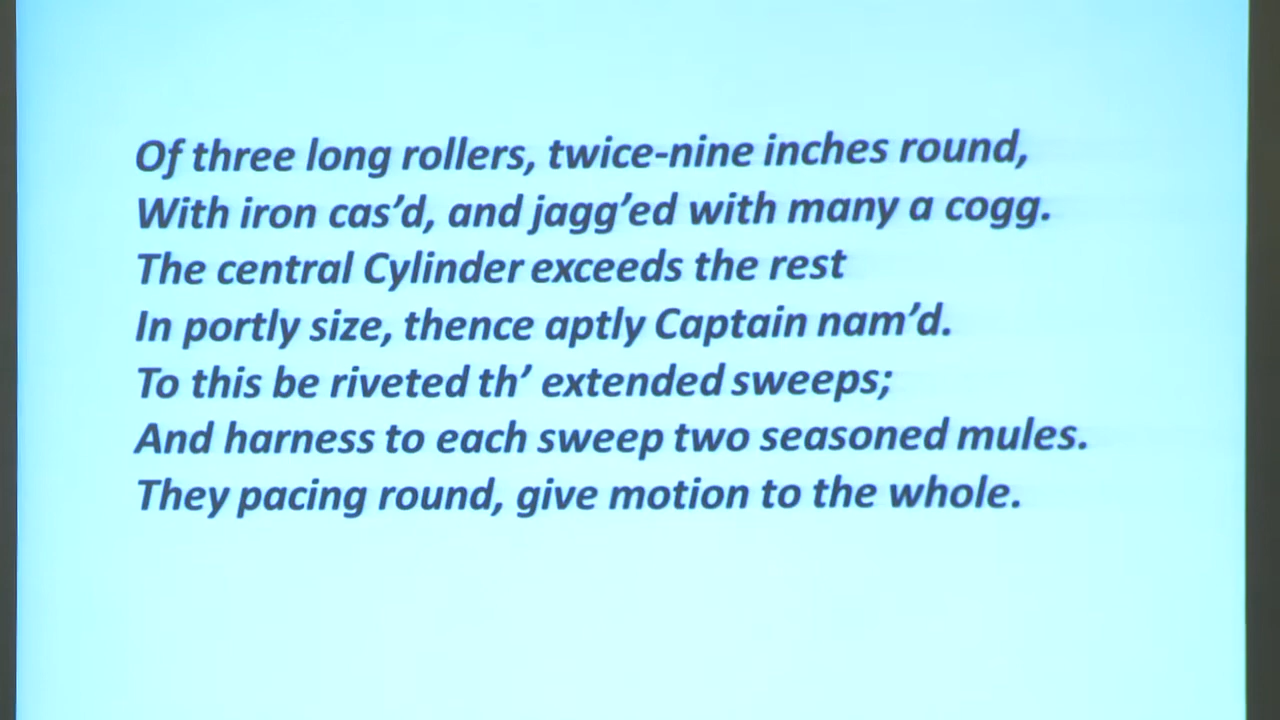 Of three long rollers, twice-nine inches round,
With iron cas’d, and jagg’ed with many a cogg.
The central Cylinder exceeds the rest
In portly size, thence aptly Captain nam’d.
To this be riveted th’ extended sweeps;
And harness to each sweep two seasoned mules.
They pacing round, give motion to the whole.